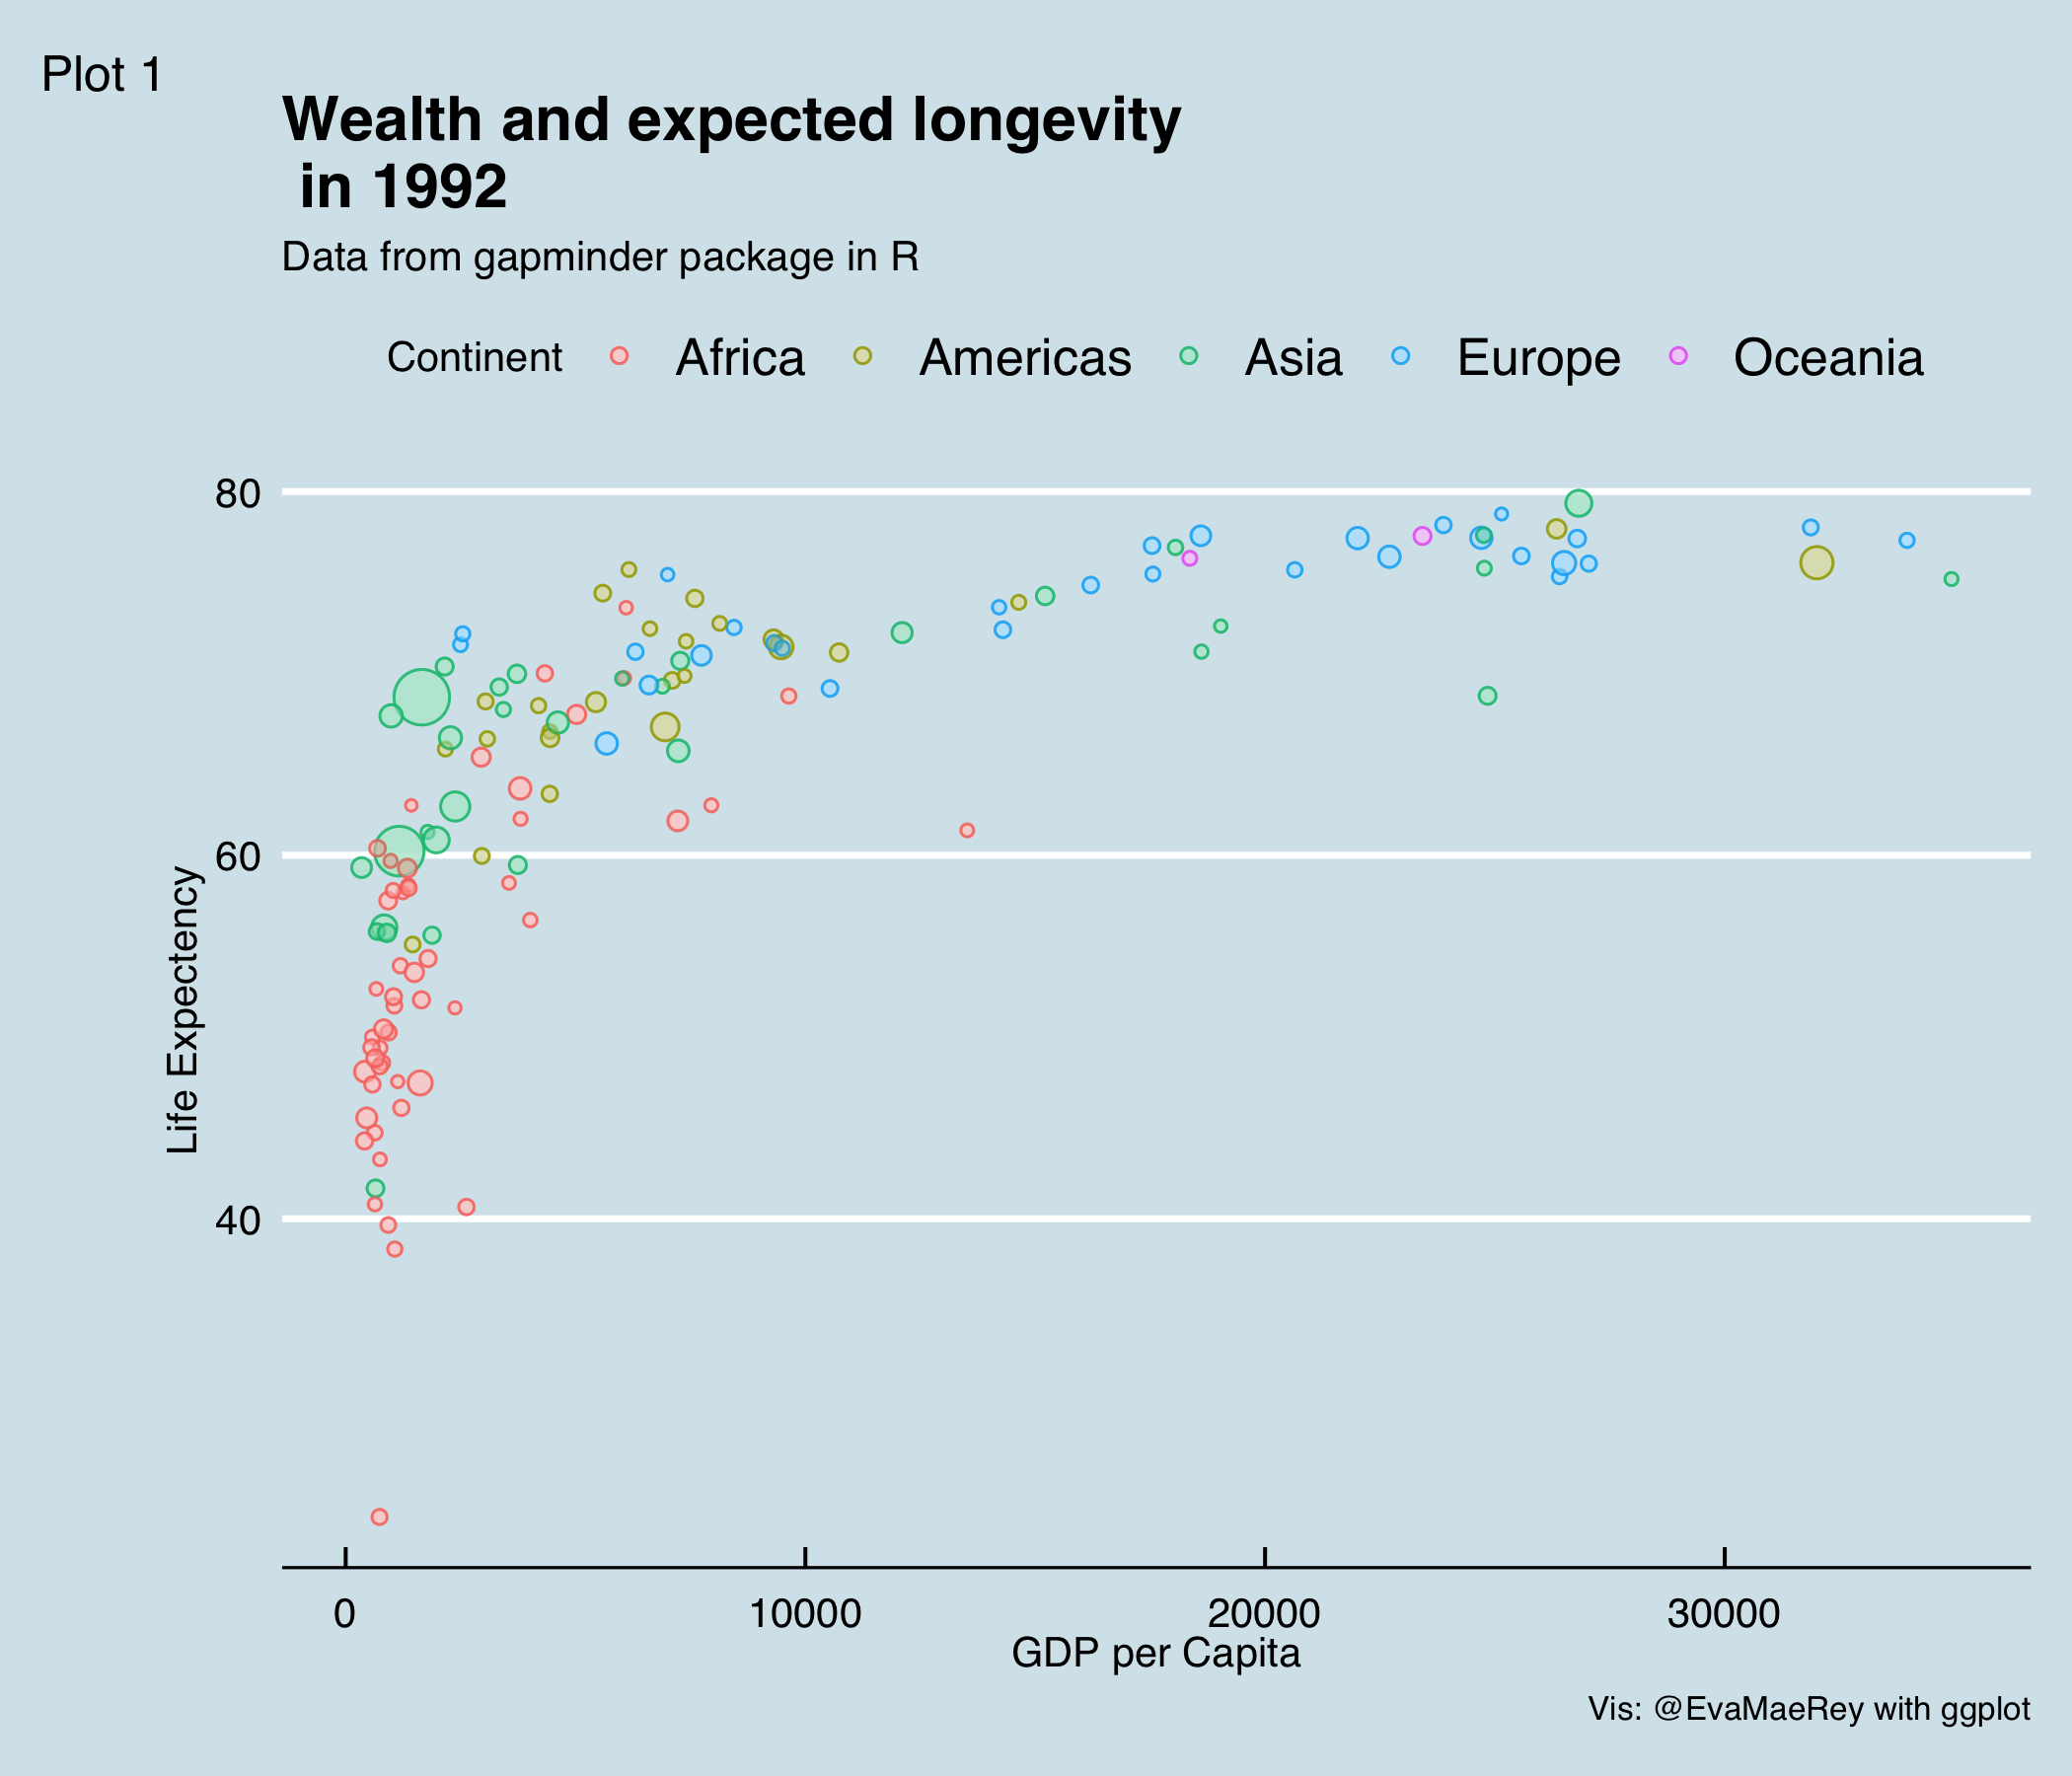 Plot 1
Wealth and expected longevity
in 1992
Data from gapminder package in R
Continent Africa Americas Asia Europe Oceania
80
60
40
Life Expectency
0 10000 20000 30000
GDP per Capita
Vis: @EvaMaeRey with ggplot